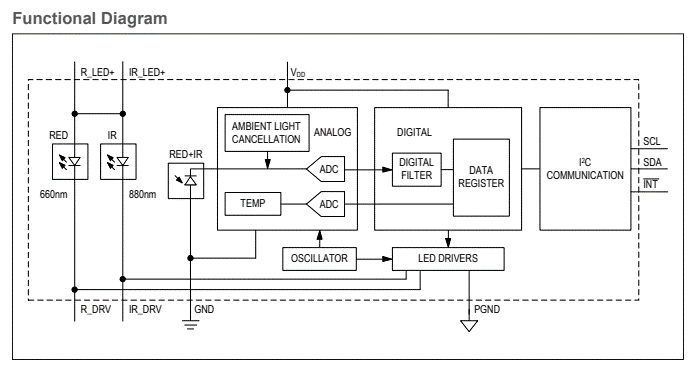 Functional Diagram
R_LED+ IR_LED+ VDD
RED IR
RED+IR
660nm 880nm
AMBIENT LIGHT
CANCELLATION
ANALOG
ADC
TEMP
ADC
DIGITAL
DIGITAL
FILTER
DATA
REGISTER
I²C
COMMUNICATION
SCL
SDA
INT
OSCILLATOR
LED DRIVERS
R_DRV IR_DRV GND PGND